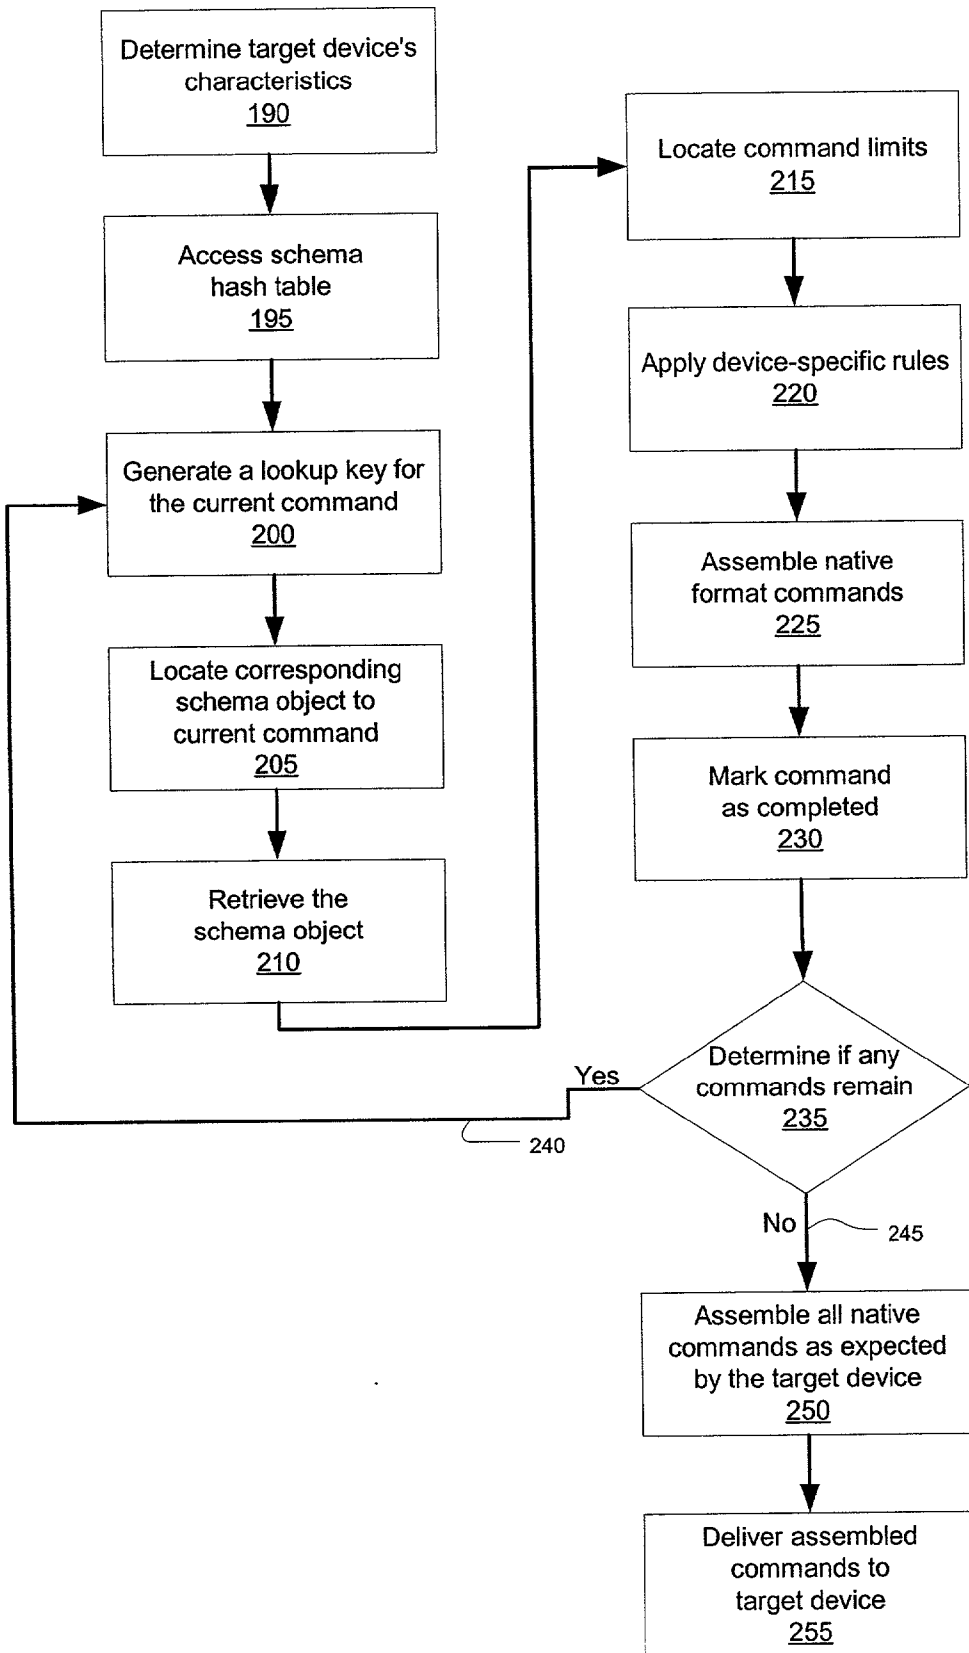 Determine target device's
characteristics
190
Access schema
hash table
195
Generate a lookup key for
the current command
200
Locate corresponding
schema object to
current command
205
Retrieve the
schema object
210
Locate command limits
215
Apply device-specific rules
220
Assemble native
format commands
225
Mark command
as completed
230
Determine if any
commands remain
235
Yes
240
No
245
Assemble all native
commands as expected
by the target device
250
Deliver assembled
commands to
target device
255